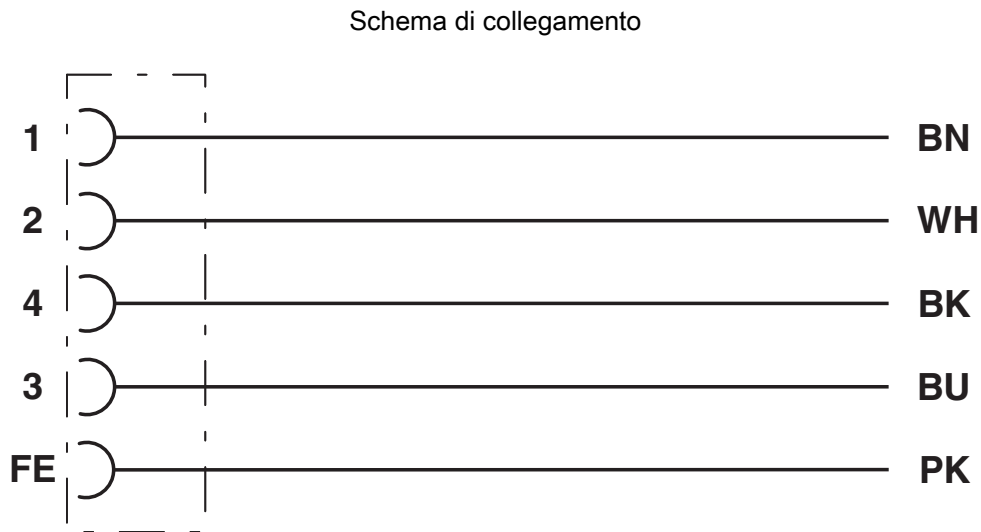 Schema di collegamento
1 BN
2 WH
4 BK
3 BU
FE PK